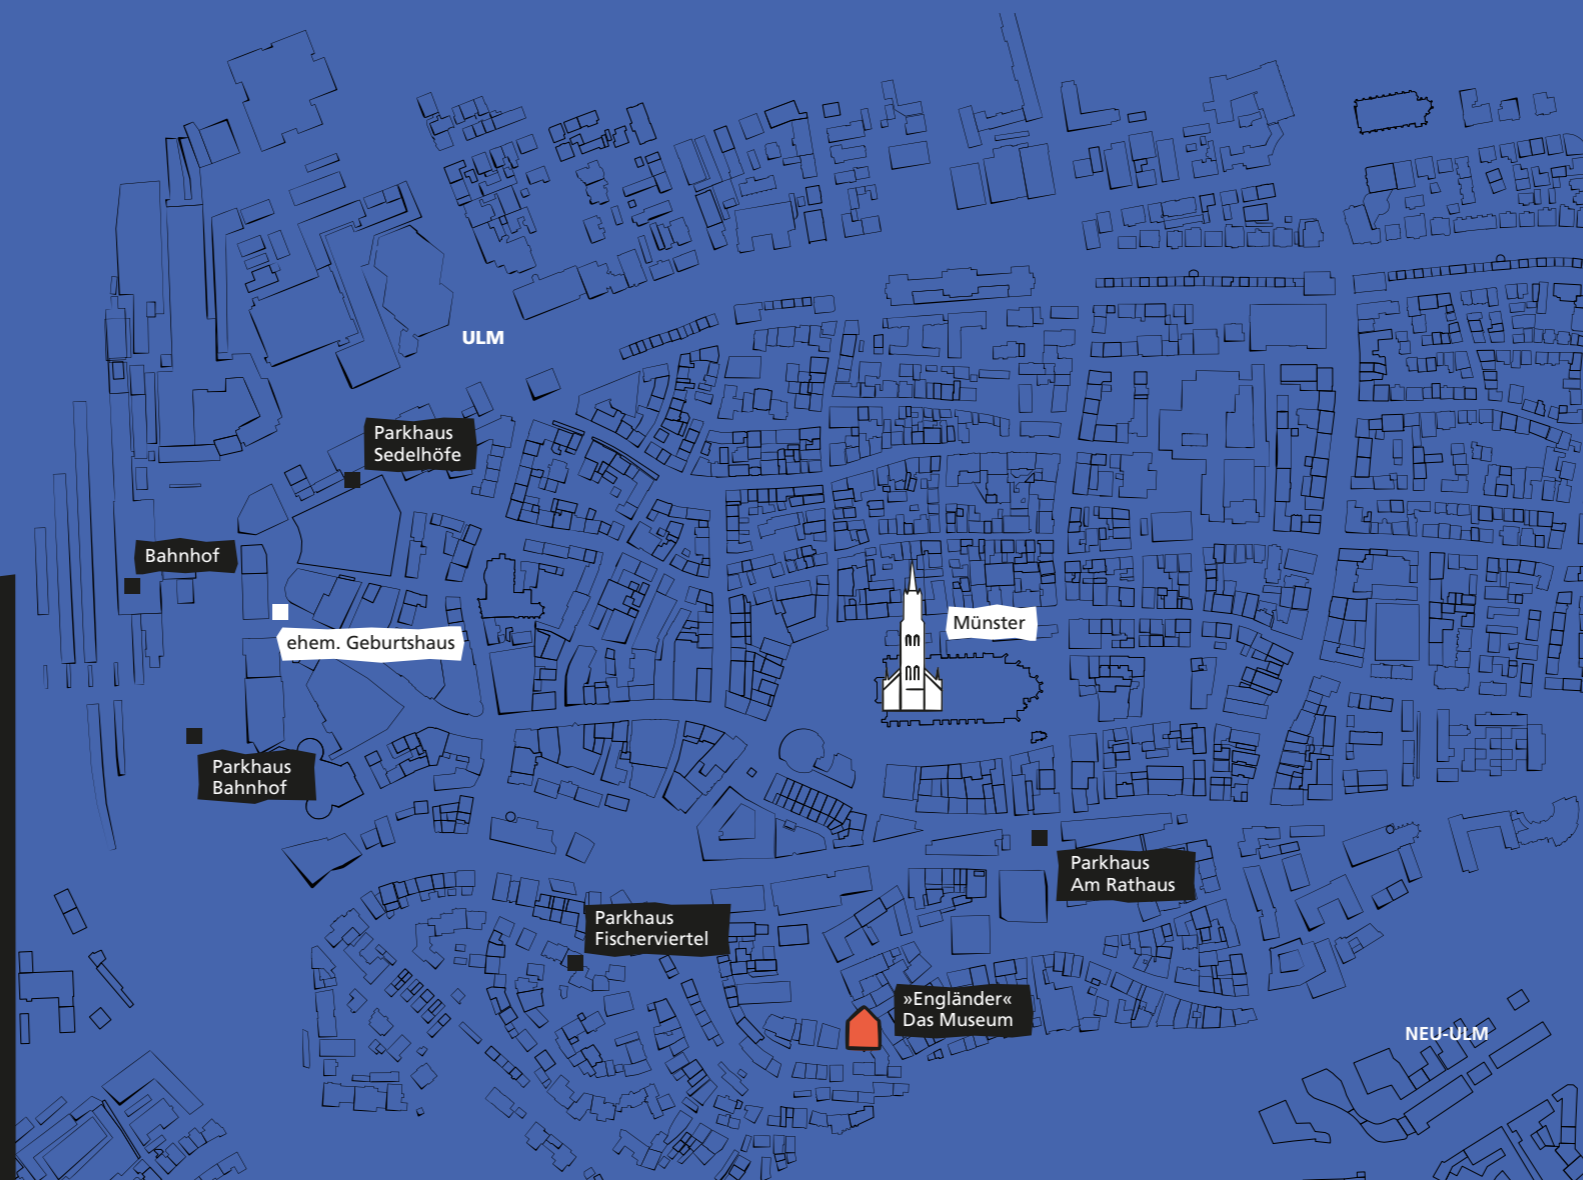 ULM
Parkhaus
Sedelhöfe
Bahnhof
ehem. Geburtshaus
Münster
Parkhaus
Bahnhof
Parkhaus
Am Rathaus
Parkhaus
Fischerviertel
»Engländer«
Das Museum
NEU-ULM